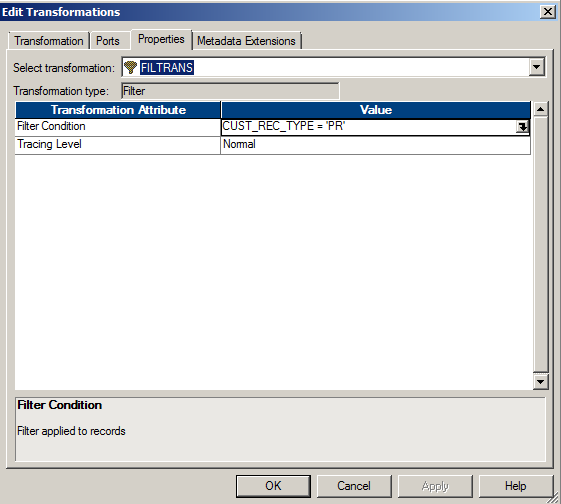 Edit Transformations
Transformation Ports Properties Metadata Extensions
Select transformation: FILTRANS
Transformation type: Filter
Transformation Attribute Value
Filter Condition CUST_REC_TYPE = 'PR'
Tracing Level Normal
Filter Condition
Filter applied to records
OK Cancel Apply Help